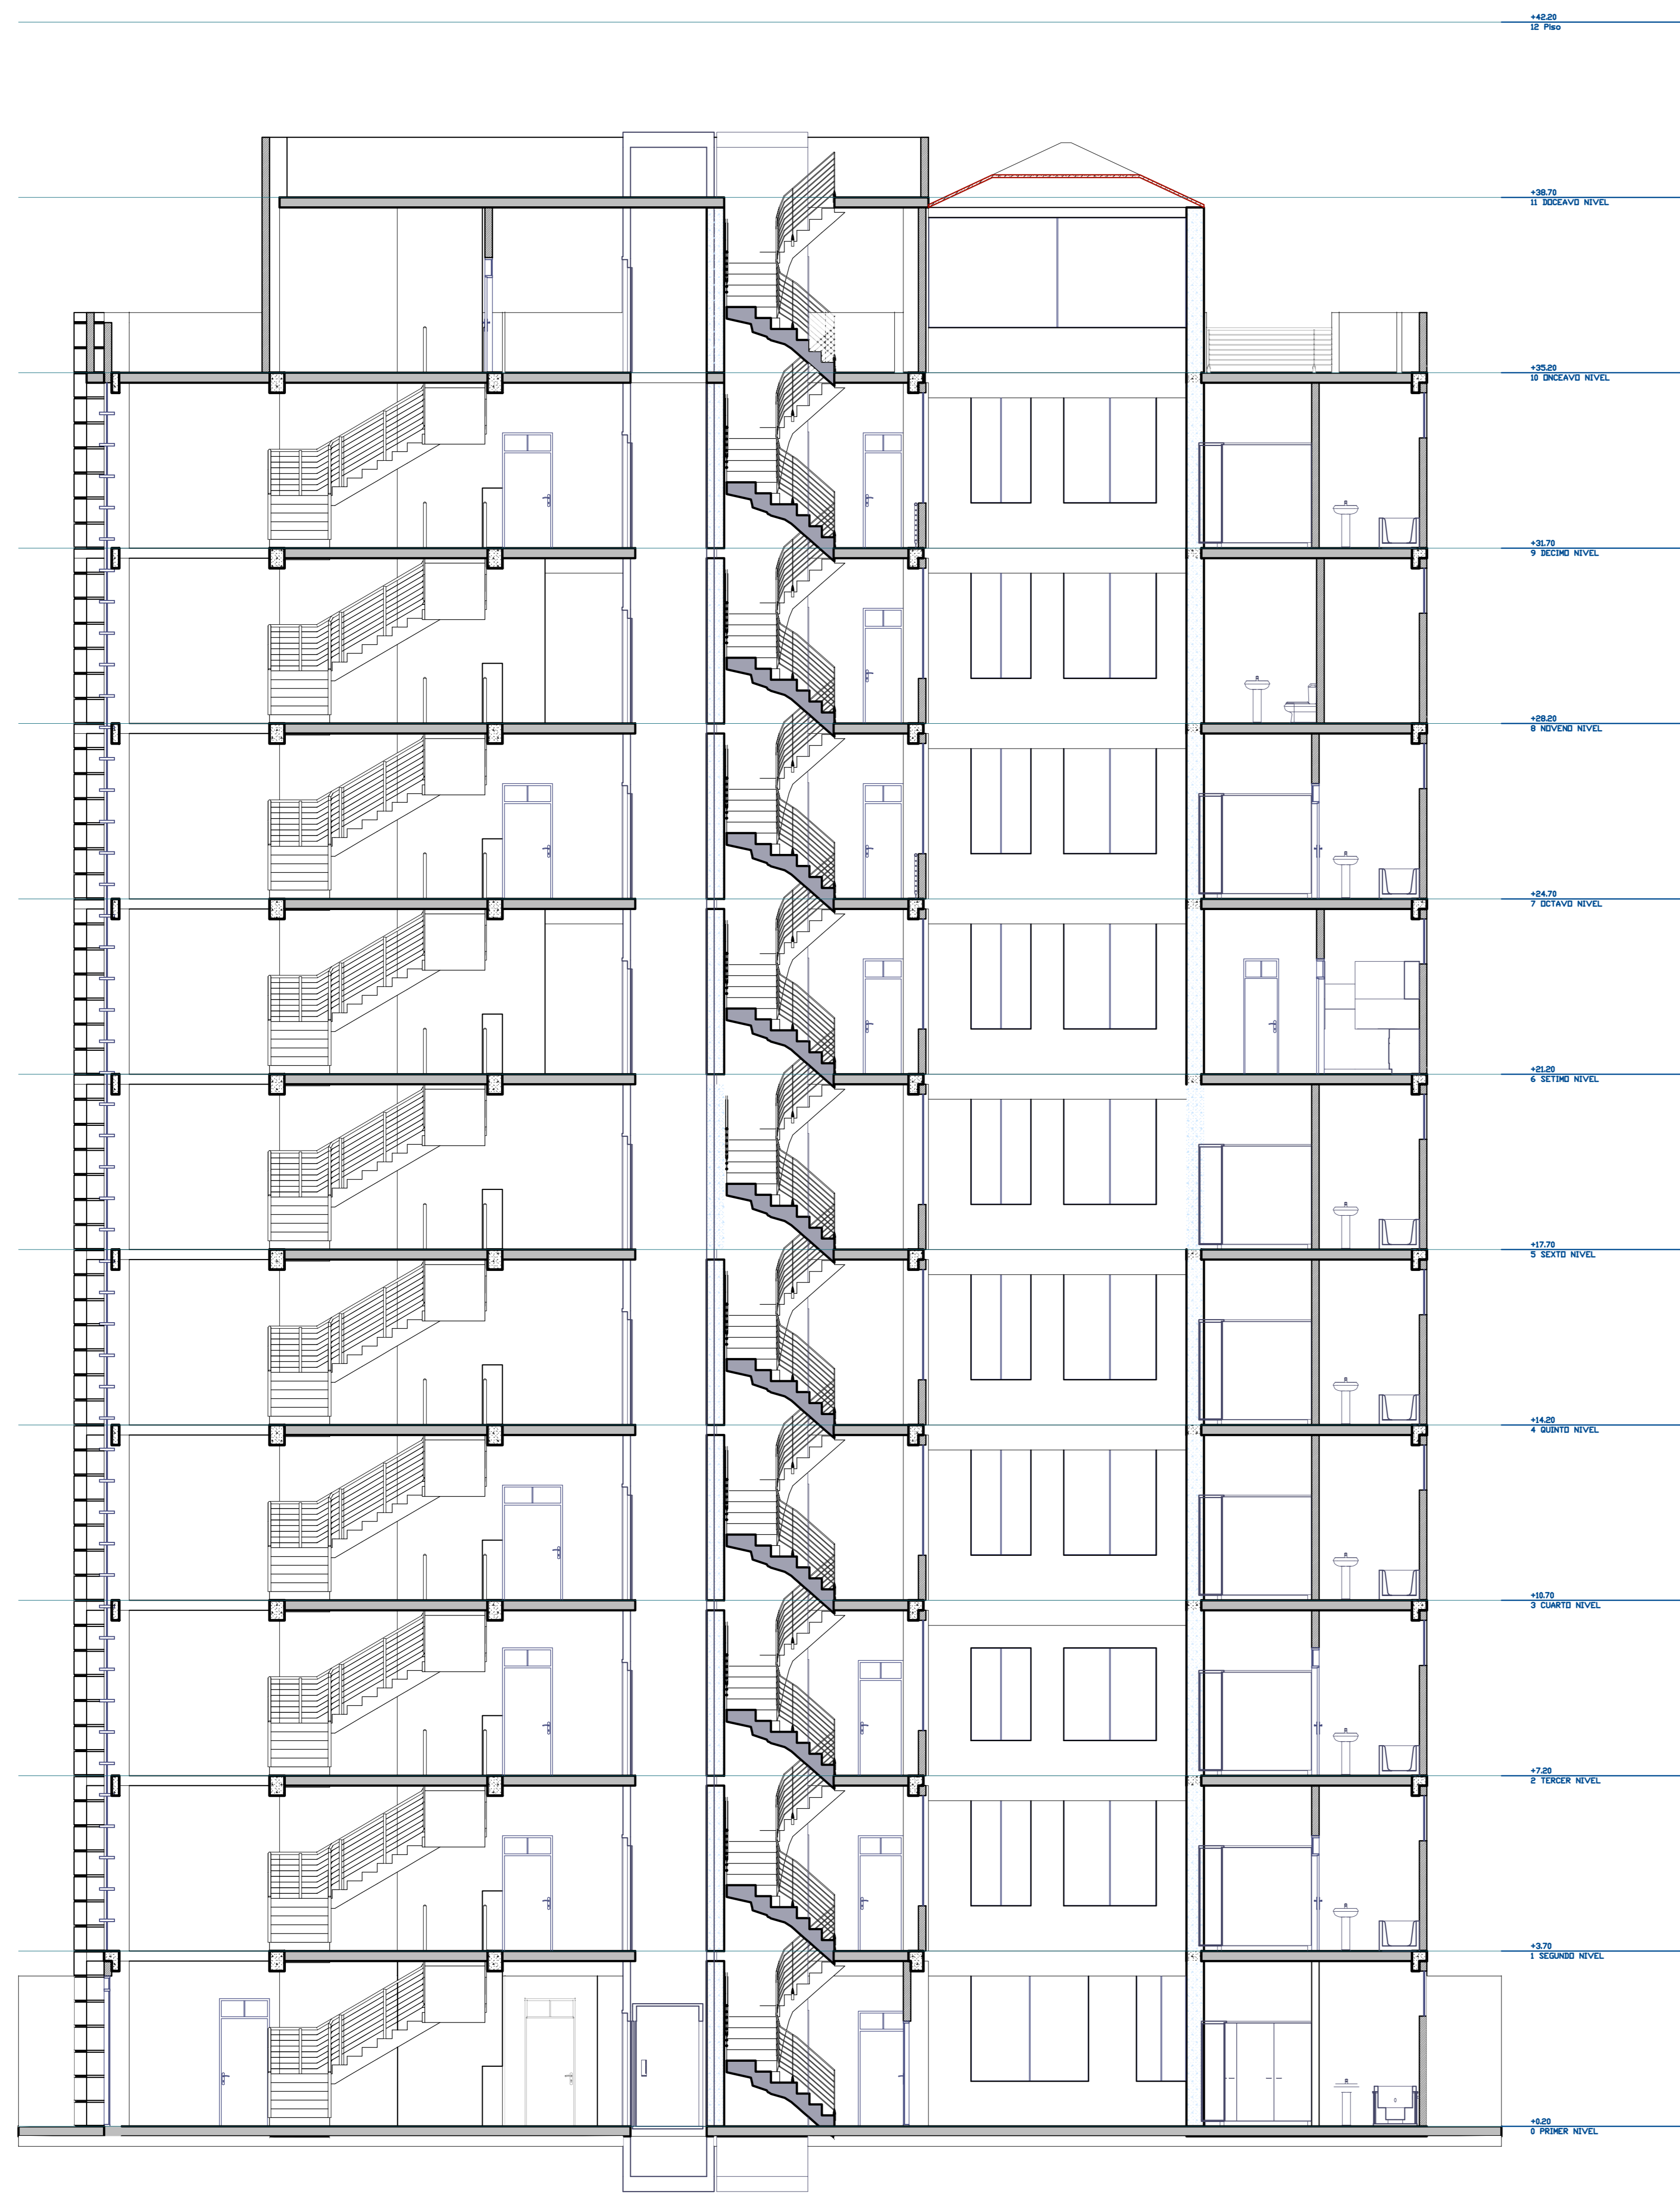 +42.20
12 Piso
+38.70
11 DOCEAVO NIVEL
+35.20
10 ONCEAVO NIVEL
+31.70
9 DECIMO NIVEL
+28.20
8 NOVENO NIVEL
+24.70
7 OCTAVO NIVEL
+21.20
6 SETIMO NIVEL
+17.70
5 SEXTO NIVEL
+14.20
4 QUINTO NIVEL
+10.70
3 CUARTO NIVEL
+7.20
2 TERCER NIVEL
+3.70
1 SEGUNDO NIVEL
+0.20
0 PRIMER NIVEL